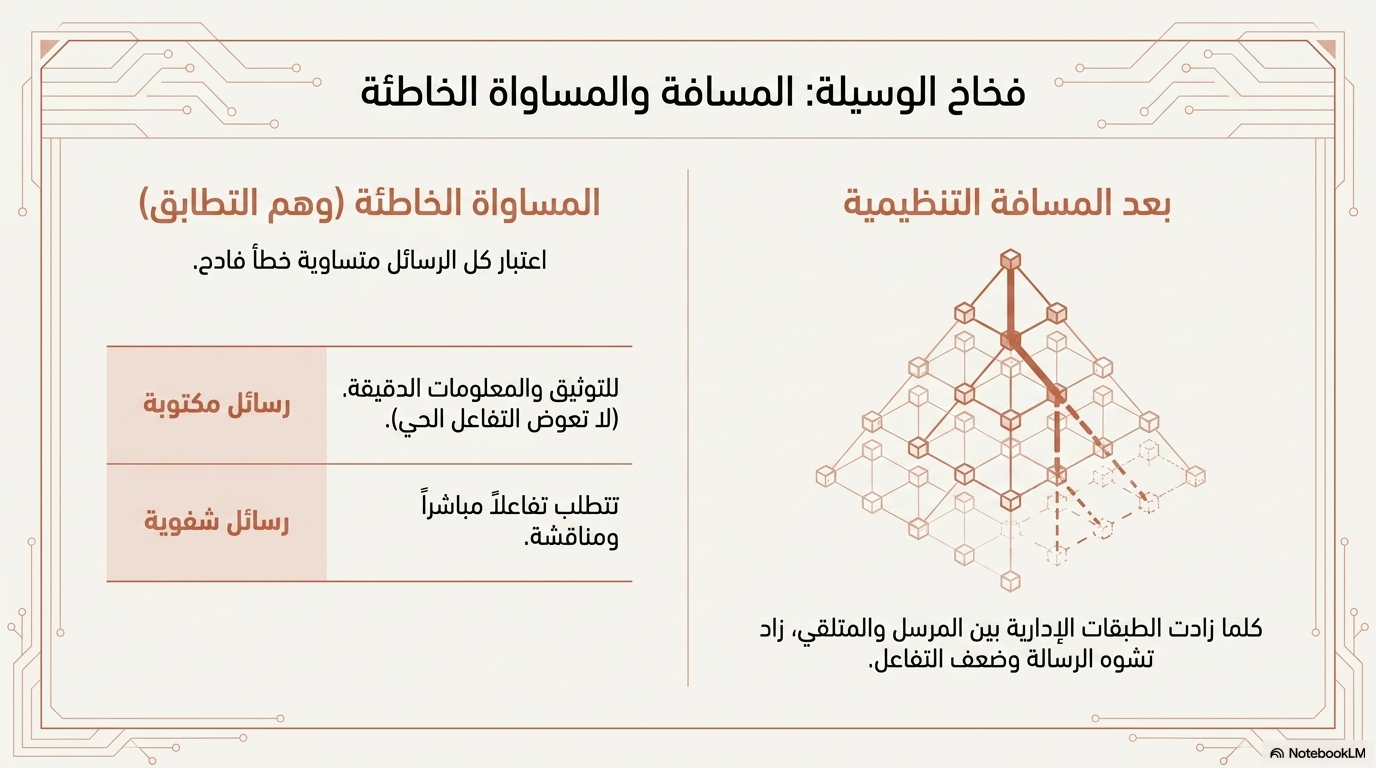 فخاخ الوسيلة: المسافة والمساواة الخاطئة
بعد المسافة التنظيمية
كلما زادت الطبقات الإدارية بين المرسل والمتلقي، زاد
تشوه الرسالة وضعف التفاعل.
المساواة الخاطئة (وهم التطابق)
اعتبار كل الرسائل متساوية خطأ فادح.
للتوثيق والمعلومات الدقيقة.
(لا تعوض التفاعل الحي).
رسائل مكتوبة
تتطلب تفاعلاً مباشراً
ومناقشة.
رسائل شفوية
NotebookLM